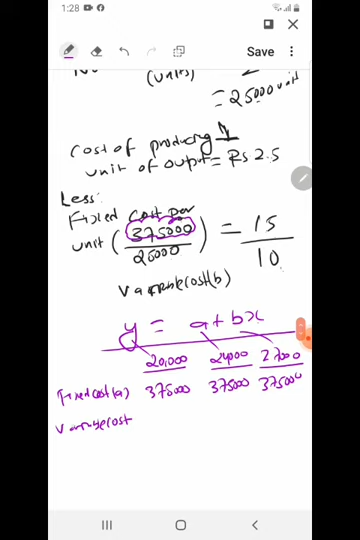 1:28
Save
(Units)
= 25000 unit
Cost of producing 1
unit of output = Rs 2.5
Less:
Fixed cost per
unit (375000/25000) = 15
10
Variable cost (b)
y = a + bx
20,000 24000 27000
Fixed cost (a) 375000 375000 375000
Variable cost